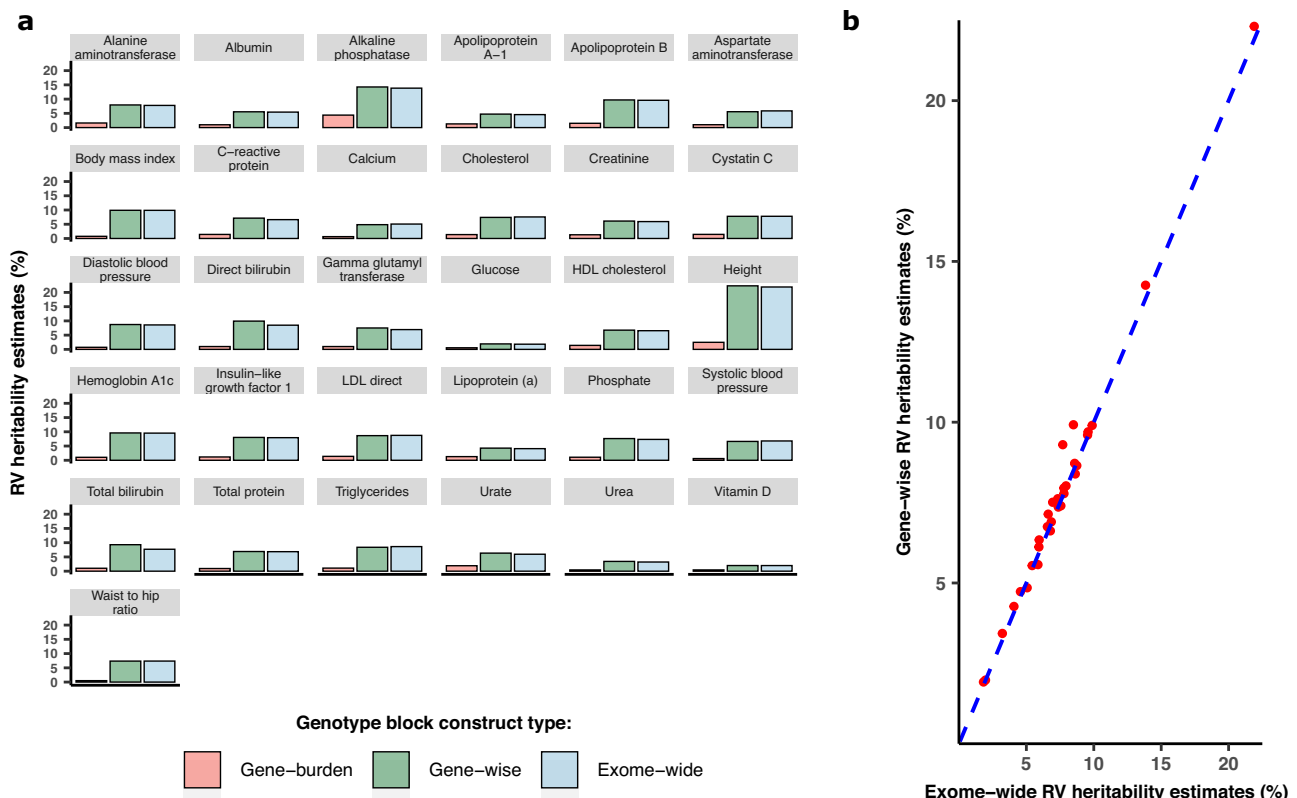 a
RV heritability estimates (%)
Alanine
aminotransferase
Albumin
Alkaline
phosphatase
Apolipoprotein
A−1
Apolipoprotein B
Aspartate
aminotransferase
20
15
10
5
0
Body mass index
C−reactive
protein
Calcium
Cholesterol
Creatinine
Cystatin C
20
15
10
5
0
Diastolic blood
pressure
Direct bilirubin
Gamma glutamyl
transferase
Glucose
HDL cholesterol
Height
20
15
10
5
0
Hemoglobin A1c
Insulin−like
growth factor 1
LDL direct
Lipoprotein (a)
Phosphate
Systolic blood
pressure
20
15
10
5
0
Total bilirubin
Total protein
Triglycerides
Urate
Urea
Vitamin D
20
15
10
5
0
Waist to hip
ratio
20
15
10
5
0
Genotype block construct type:
Gene−burden
Gene−wise
Exome−wide
b
Gene−wise RV heritability estimates (%)
20
15
10
5
5
10
15
20
Exome−wide RV heritability estimates (%)